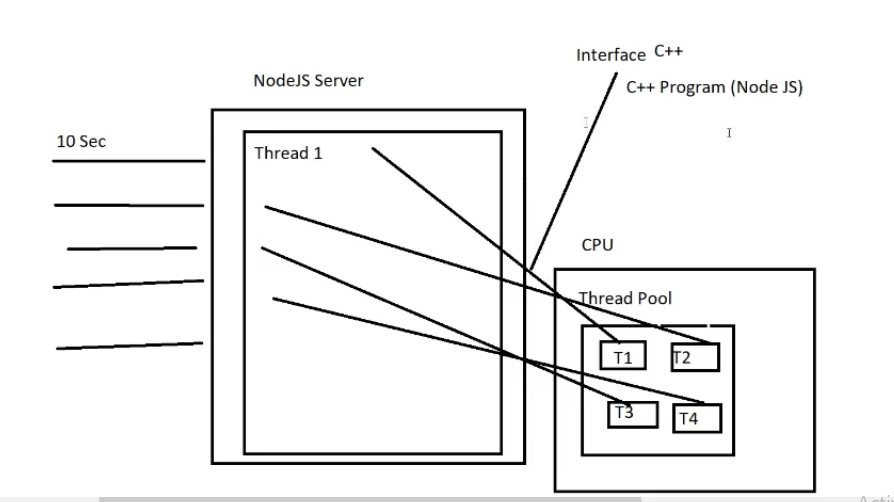 Interface C++
NodeJS Server
C++ Program (Node JS)
10 Sec
Thread 1
CPU
Thread Pool
T1
T2
T3
T4